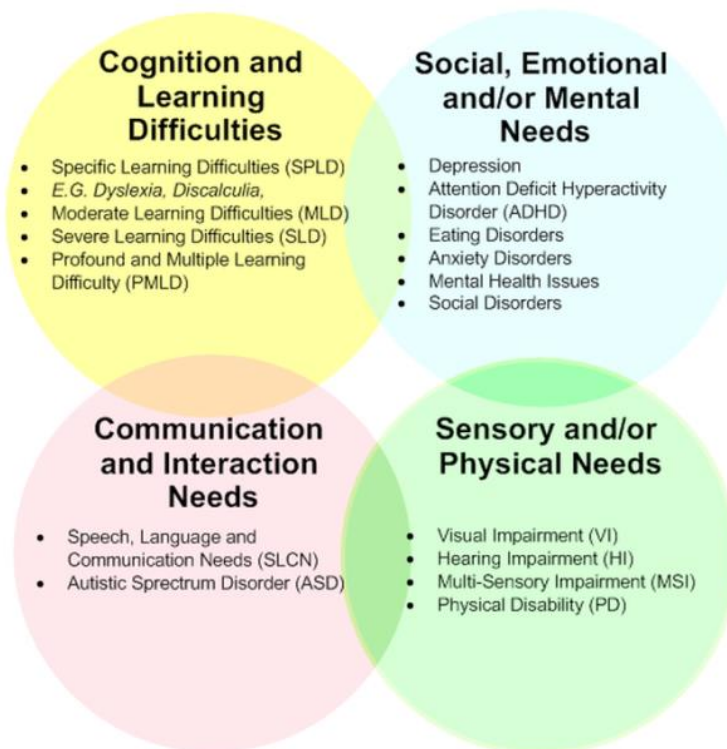 Cognition and
Learning
Difficulties
• Specific Learning Difficulties (SPLD)
• E.G. Dyslexia, Discalculia,
• Moderate Learning Difficulties (MLD)
• Severe Learning Difficulties (SLD)
• Profound and Multiple Learning
Difficulty (PMLD)
Social, Emotional
and/or Mental
Needs
• Depression
• Attention Deficit Hyperactivity
Disorder (ADHD)
• Eating Disorders
• Anxiety Disorders
• Mental Health Issues
• Social Disorders
Communication
and Interaction
Needs
• Speech, Language and
Communication Needs (SLCN)
• Autistic Sprectrum Disorder (ASD)
Sensory and/or
Physical Needs
• Visual Impairment (VI)
• Hearing Impairment (HI)
• Multi-Sensory Impairment (MSI)
• Physical Disability (PD)